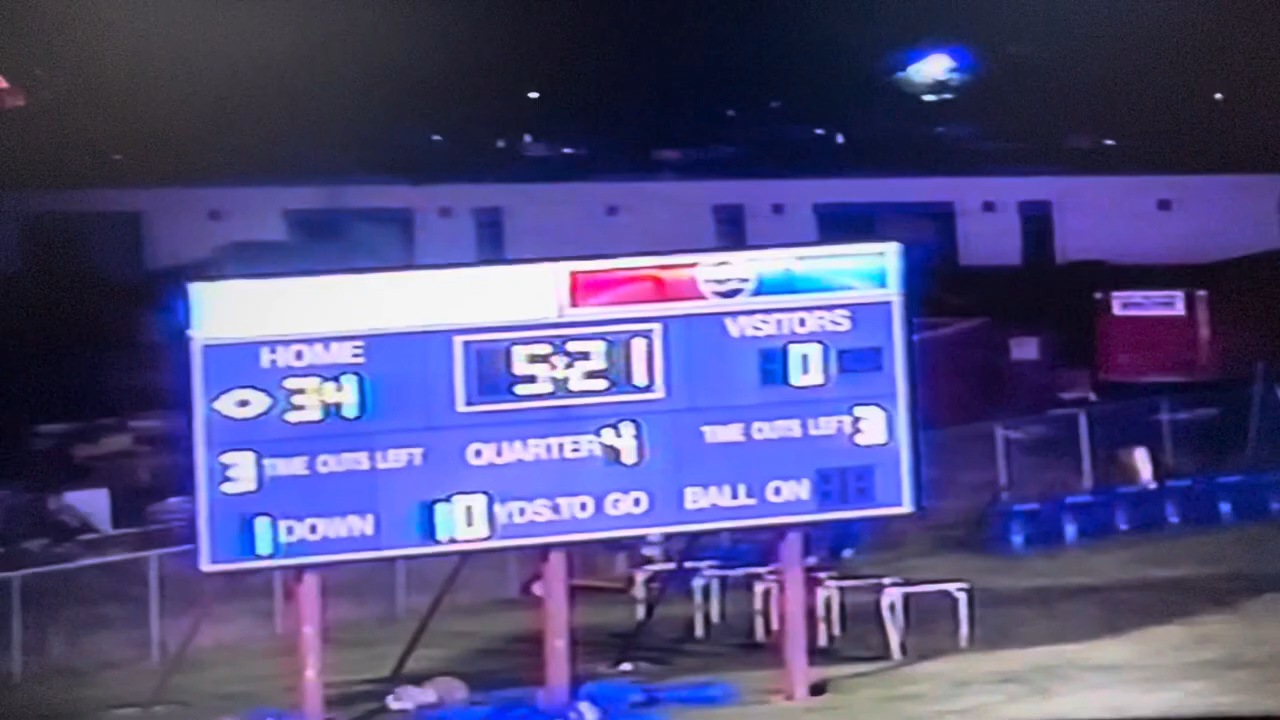 HOME 5:21 VISITORS
34 0
3 TIME OUTS LEFT QUARTER 4 TIME OUTS LEFT 3
1 DOWN 10 YDS. TO GO BALL ON